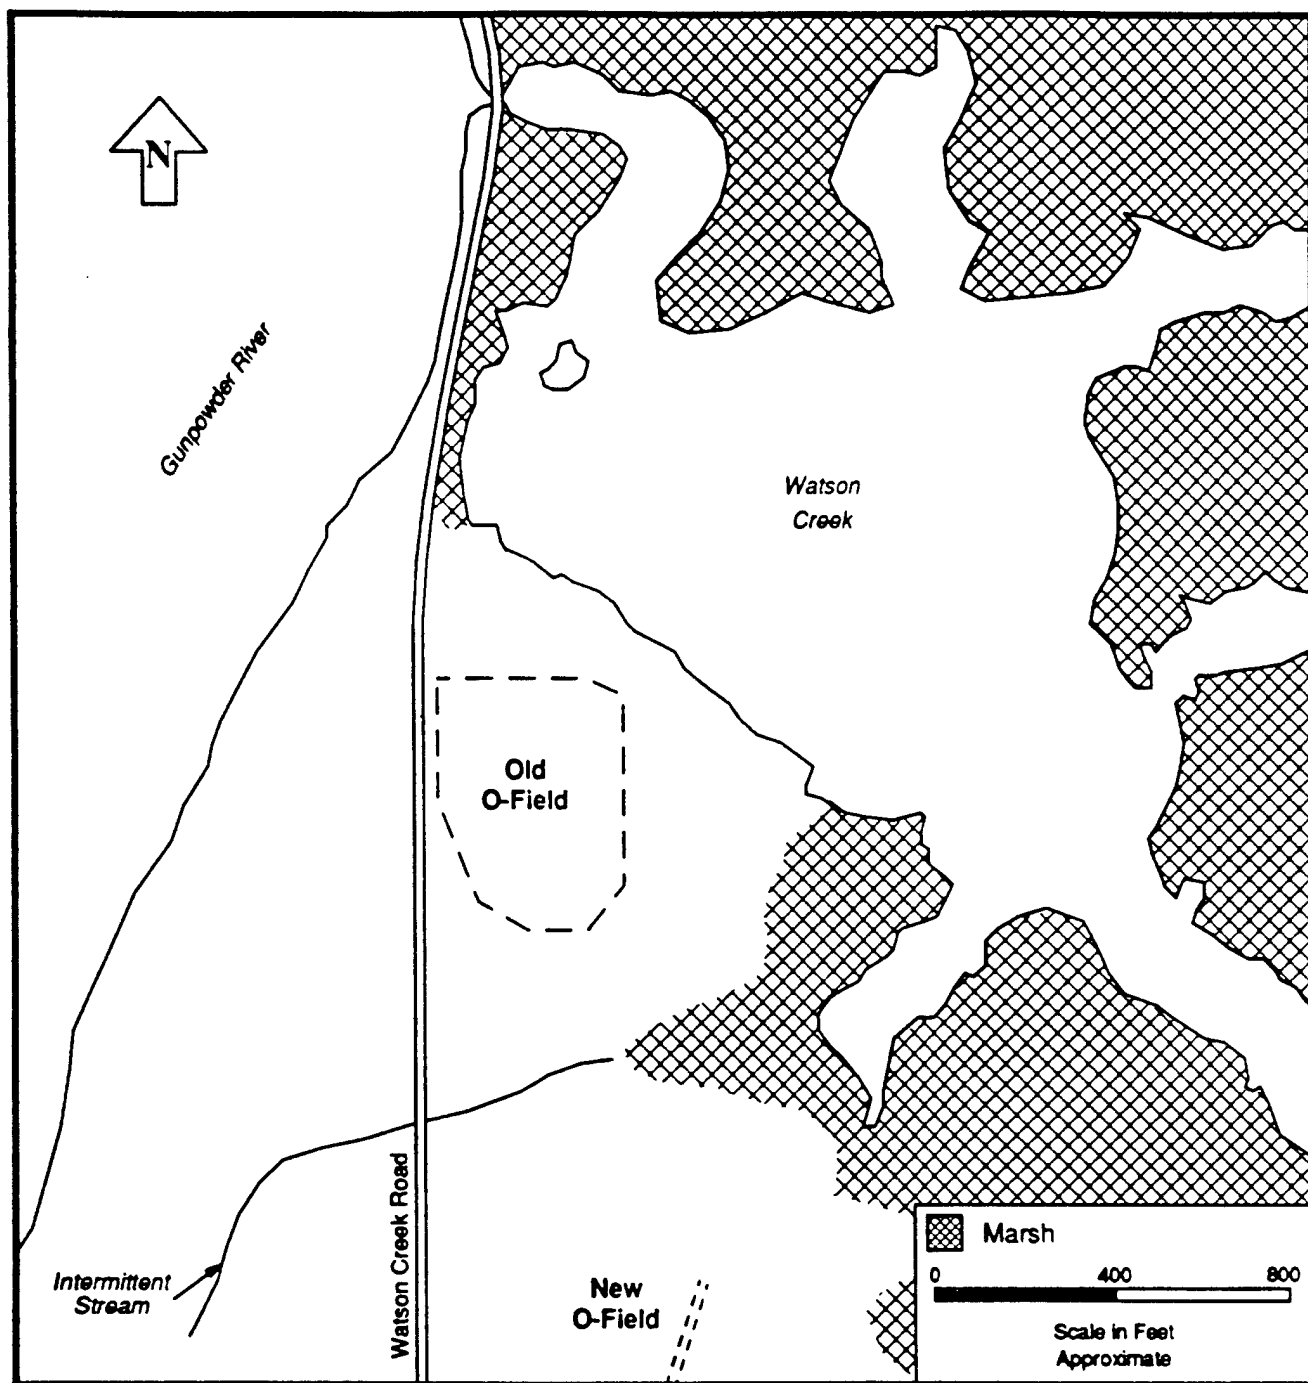 N
Gunpowder River
Watson
Creek
Old
O-Field
Watson Creek Road
Intermittent
Stream
New
O-Field
Marsh
0 400 800
Scale in Feet
Approximate